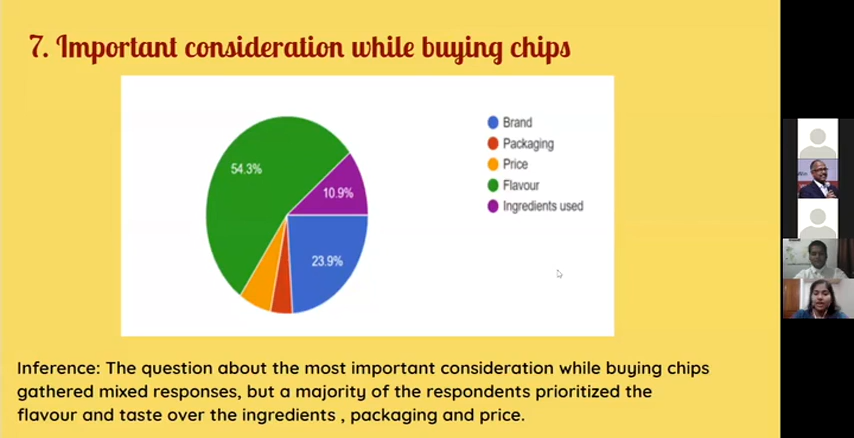 7. Important consideration while buying chips
Brand
Packaging
Price
Flavour
Ingredients used
54.3%
10.9%
23.9%
Inference: The question about the most important consideration while buying chips
gathered mixed responses, but a majority of the respondents prioritized the
flavour and taste over the ingredients , packaging and price.